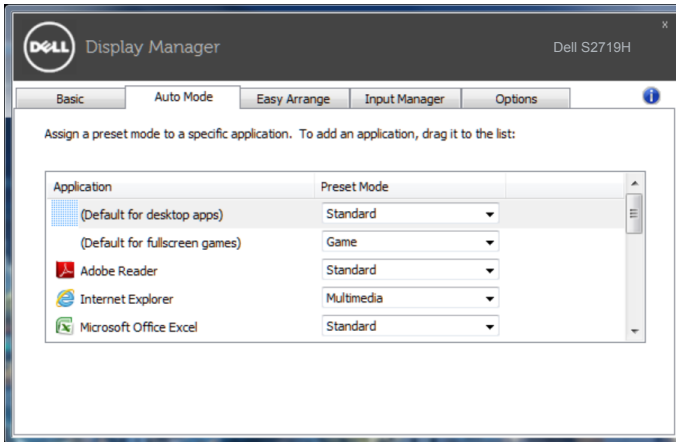 x
DELL Display Manager Dell S2719H
Basic Auto Mode Easy Arrange Input Manager Options i
Assign a preset mode to a specific application. To add an application, drag it to the list:
Application Preset Mode
(Default for desktop apps) Standard
(Default for fullscreen games) Game
Adobe Reader Standard
Internet Explorer Multimedia
Microsoft Office Excel Standard